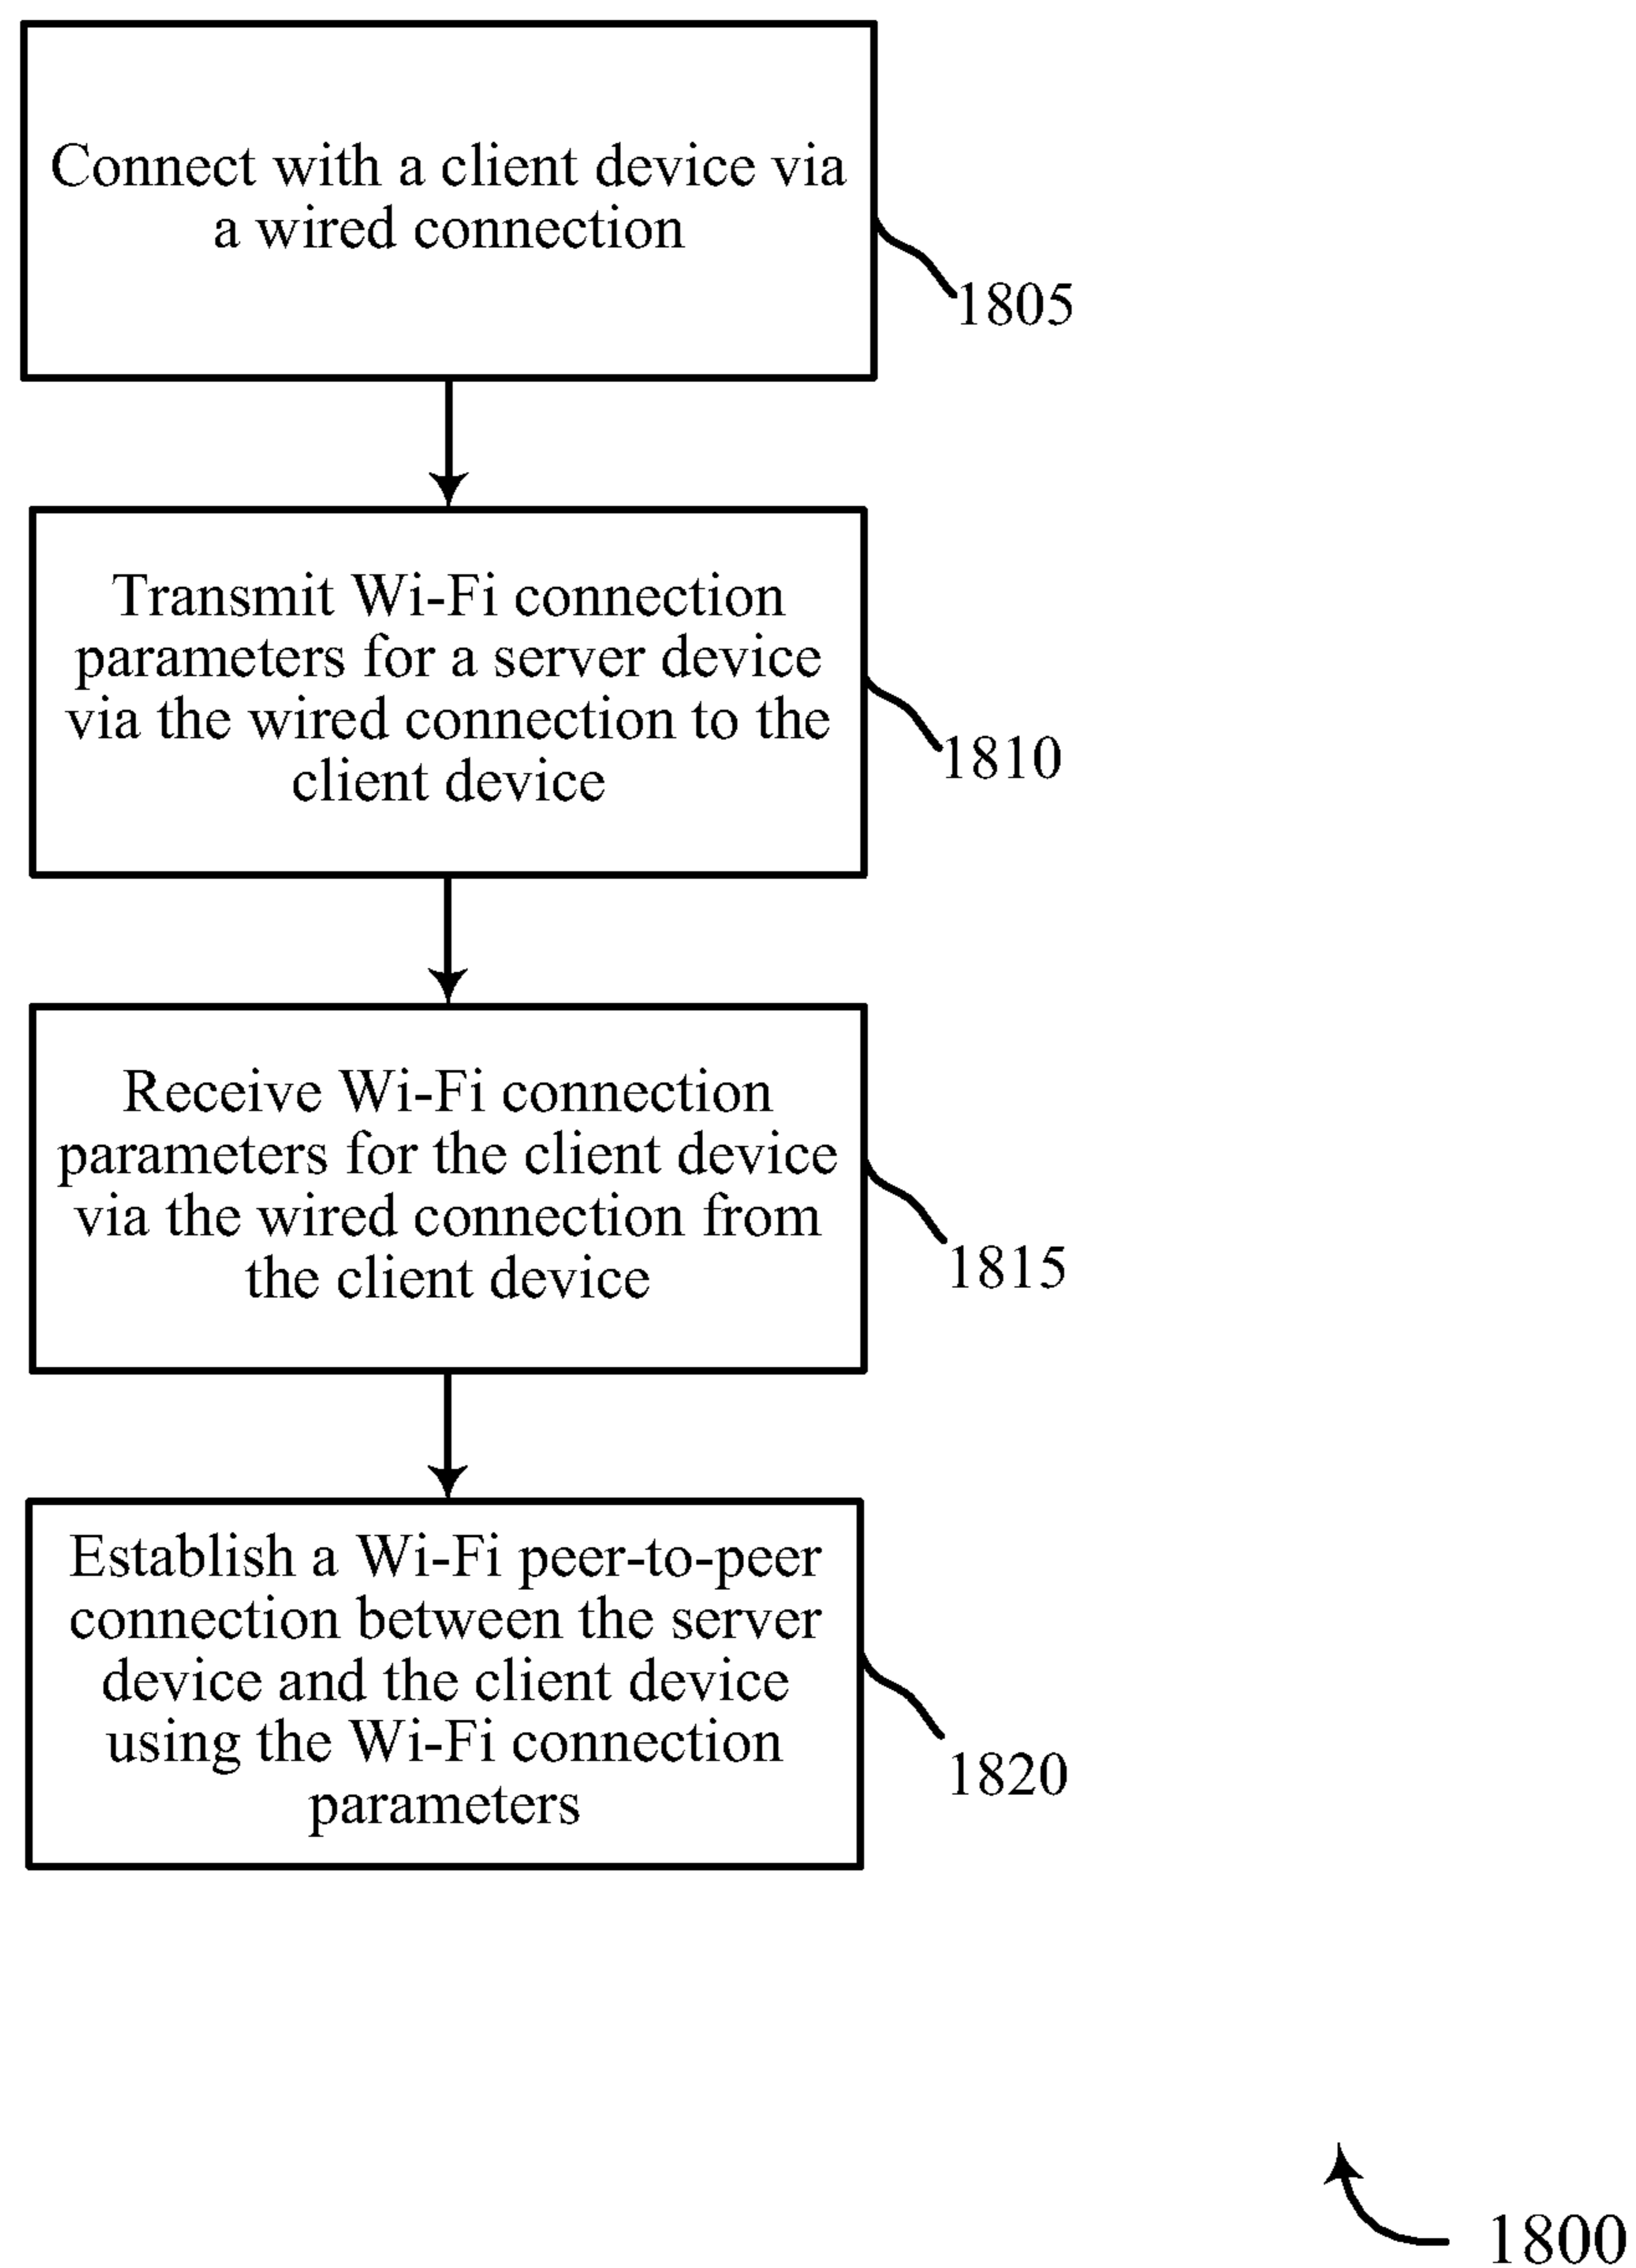 Connect with a client device via
a wired connection
1805
Transmit Wi-Fi connection
parameters for a server device
via the wired connection to the
client device
1810
Receive Wi-Fi connection
parameters for the client device
via the wired connection from
the client device
1815
Establish a Wi-Fi peer-to-peer
connection between the server
device and the client device
using the Wi-Fi connection
parameters
1820
1800